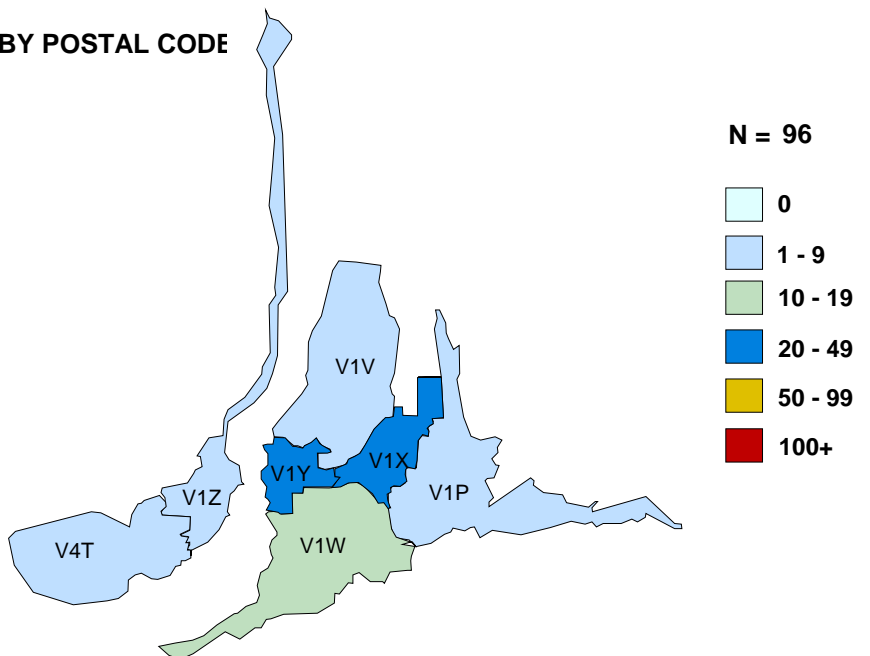 BY POSTAL CODE
N = 96
0
1 - 9
10 - 19
20 - 49
50 - 99
100+
V1V
V1X
V1Y
V1P
V1Z
V1W
V4T